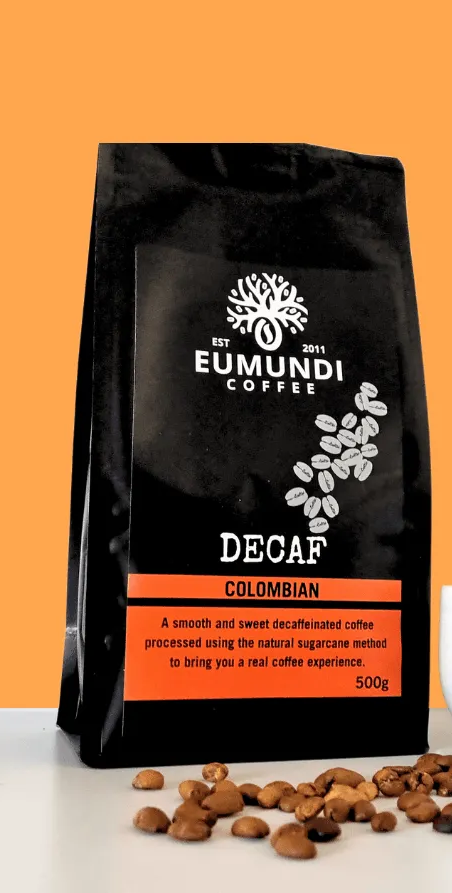 EST 2011
EUMUNDI
COFFEE
DECAF
COLOMBIAN
A smooth and sweet decaffeinated coffee
processed using the natural sugarcane method
to bring you a real coffee experience.
500g